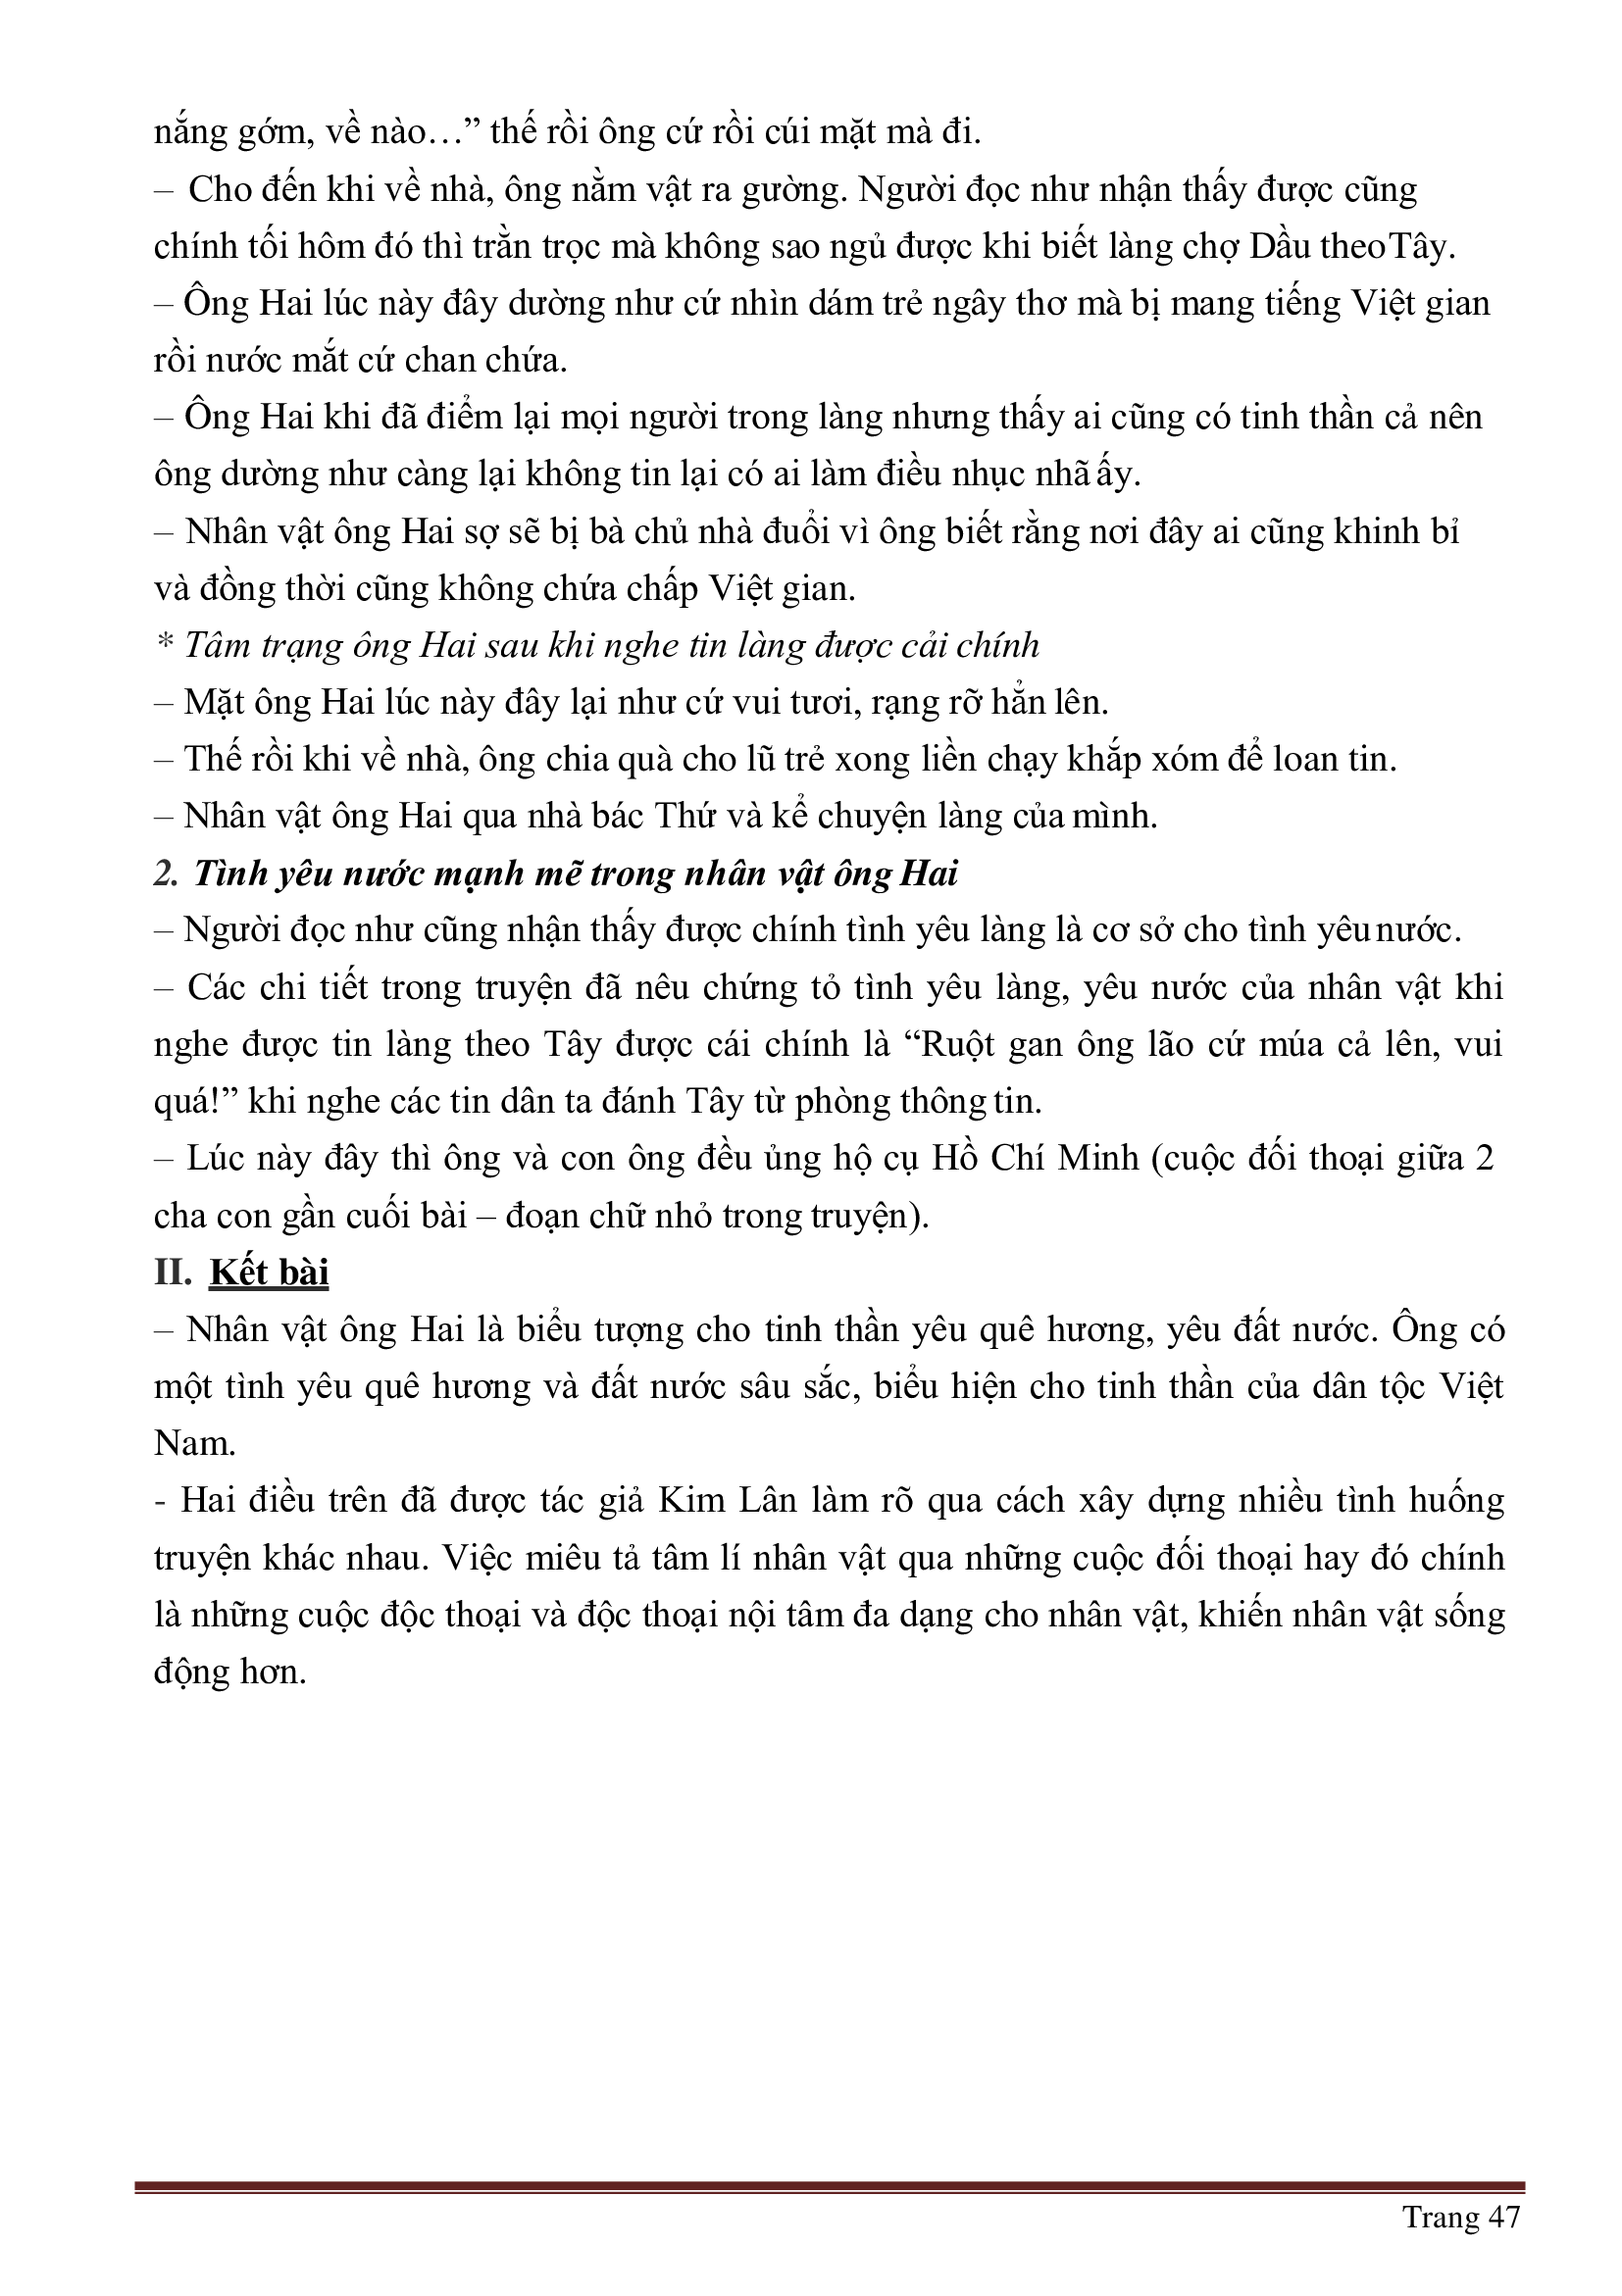 nắng gớm, về nào…” thế rồi ông cứ rồi cúi mặt mà đi.
– Cho đến khi về nhà, ông nằm vật ra gường. Người đọc như nhận thấy được cũng
chính tối hôm đó thì trằn trọc mà không sao ngủ được khi biết làng chợ Dầu theo Tây.
– Ông Hai lúc này đây dường như cứ nhìn dám trẻ ngây thơ mà bị mang tiếng Việt gian
rồi nước mắt cứ chan chứa.
– Ông Hai khi đã điểm lại mọi người trong làng nhưng thấy ai cũng có tinh thần cả nên
ông dường như càng lại không tin lại có ai làm điều nhục nhã ấy.
– Nhân vật ông Hai sợ sẽ bị bà chủ nhà đuổi vì ông biết rằng nơi đây ai cũng khinh bỉ
và đồng thời cũng không chứa chấp Việt gian.
* Tâm trạng ông Hai sau khi nghe tin làng được cải chính
– Mặt ông Hai lúc này đây lại như cứ vui tươi, rạng rỡ hẳn lên.
– Thế rồi khi về nhà, ông chia quà cho lũ trẻ xong liền chạy khắp xóm để loan tin.
– Nhân vật ông Hai qua nhà bác Thứ và kể chuyện làng của mình.
2. Tình yêu nước mạnh mẽ trong nhân vật ông Hai
– Người đọc như cũng nhận thấy được chính tình yêu làng là cơ sở cho tình yêu nước.
– Các chi tiết trong truyện đã nêu chứng tỏ tình yêu làng, yêu nước của nhân vật khi
nghe được tin làng theo Tây được cái chính là “Ruột gan ông lão cứ múa cả lên, vui
quá!” khi nghe các tin dân ta đánh Tây từ phòng thông tin.
– Lúc này đây thì ông và con ông đều ủng hộ cụ Hồ Chí Minh (cuộc đối thoại giữa 2
cha con gần cuối bài – đoạn chữ nhỏ trong truyện).
II. Kết bài
– Nhân vật ông Hai là biểu tượng cho tinh thần yêu quê hương, yêu đất nước. Ông có
một tình yêu quê hương và đất nước sâu sắc, biểu hiện cho tinh thần của dân tộc Việt
Nam.
- Hai điều trên đã được tác giả Kim Lân làm rõ qua cách xây dựng nhiều tình huống
truyện khác nhau. Việc miêu tả tâm lí nhân vật qua những cuộc đối thoại hay đó chính
là những cuộc độc thoại và độc thoại nội tâm đa dạng cho nhân vật, khiến nhân vật sống
động hơn.
Trang 47